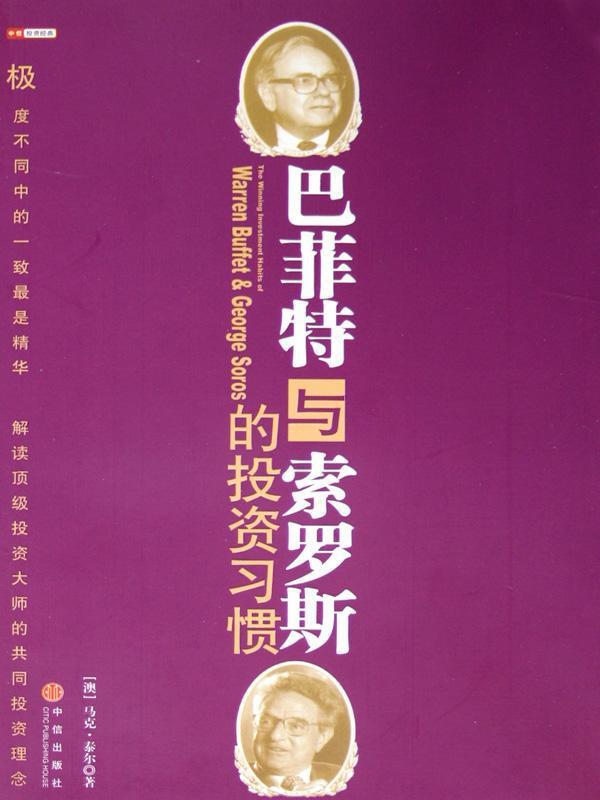 中信 投资经典
极度不同中的一致最是精华 解读顶级投资大师的共同投资理念
巴菲特与索罗斯
的投资习惯
The Winning Investment Habits of
Warren Buffet & George Soros
[澳] 马克·泰尔 著
CITIC
中信出版社
CITIC PUBLISHING HOUSE